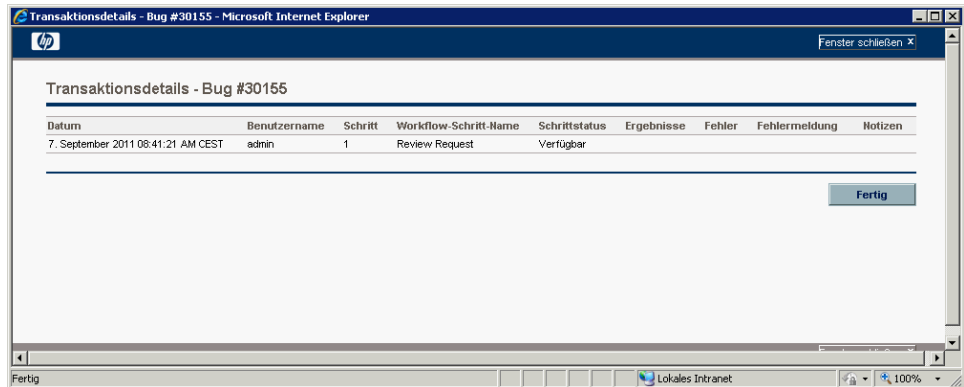 Transaktionsdetails - Bug #30155 - Microsoft Internet Explorer
hp
Fenster schließen x
Transaktionsdetails - Bug #30155
Datum Benutzername Schritt Workflow-Schritt-Name Schrittstatus Ergebnisse Fehler Fehlermeldung Notizen
7. September 2011 08:41:21 AM CEST admin 1 Review Request Verfügbar
Fertig
Fertig Lokales Intranet 100%